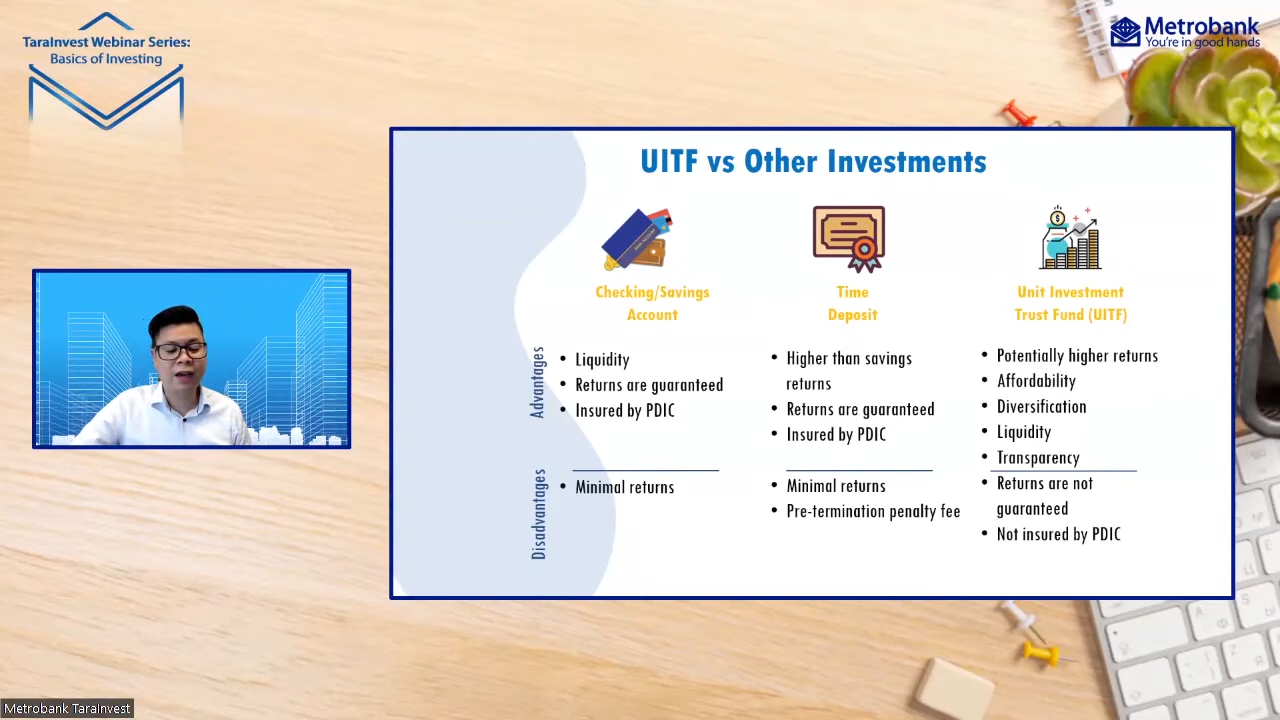 TaraInvest Webinar Series:
Basics of Investing
Metrobank
You're in good hands
UITF vs Other Investments
Checking/Savings
Account
Time
Deposit
Unit Investment
Trust Fund (UITF)
Advantages
• Liquidity
• Returns are guaranteed
• Insured by PDIC
• Higher than savings
returns
• Returns are guaranteed
• Insured by PDIC
• Potentially higher returns
• Affordability
• Diversification
• Liquidity
• Transparency
Disadvantages
• Minimal returns
• Minimal returns
• Pre-termination penalty fee
• Returns are not
guaranteed
• Not insured by PDIC
Metrobank TaraInvest